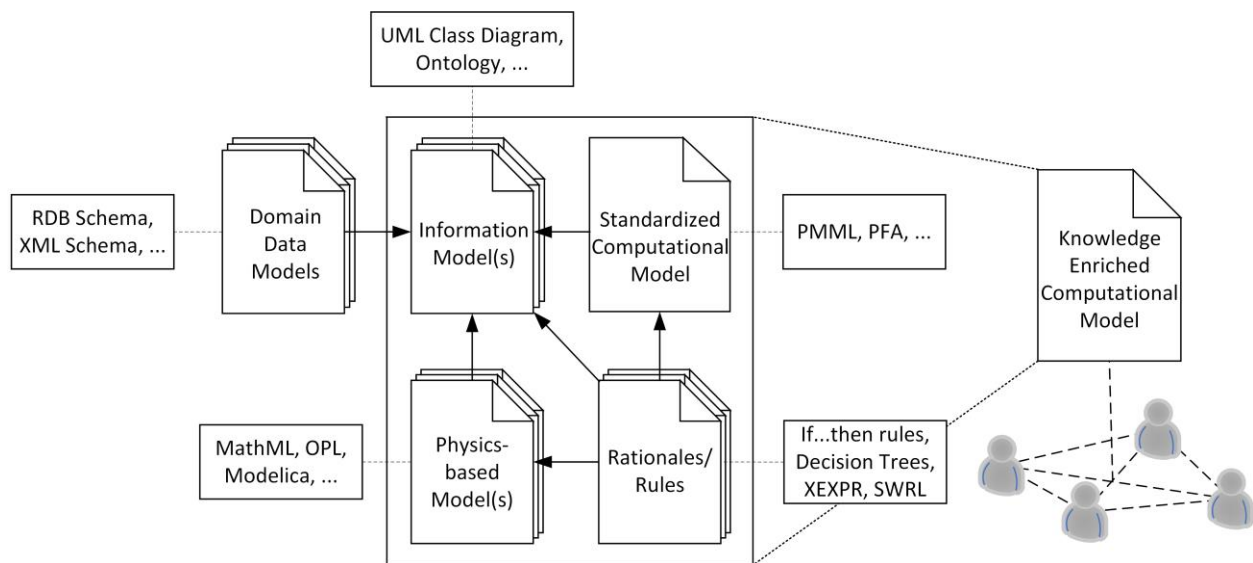 UML Class Diagram,
Ontology, ...
RDB Schema,
XML Schema, ...
Domain
Data
Models
Information
Model(s)
Standardized
Computational
Model
PMML, PFA, ...
Knowledge
Enriched
Computational
Model
MathML, OPL,
Modelica, ...
Physics-
based
Model(s)
Rationales/
Rules
If...then rules,
Decision Trees,
XEXPR, SWRL